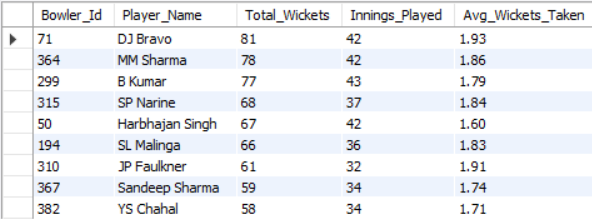 Bowler_Id Player_Name Total_Wickets Innings_Played Avg_Wickets_Taken
71 DJ Bravo 81 42 1.93
364 MM Sharma 78 42 1.86
299 B Kumar 77 43 1.79
315 SP Narine 68 37 1.84
50 Harbhajan Singh 67 42 1.60
194 SL Malinga 66 36 1.83
310 JP Faulkner 61 32 1.91
367 Sandeep Sharma 59 34 1.74
382 YS Chahal 58 34 1.71